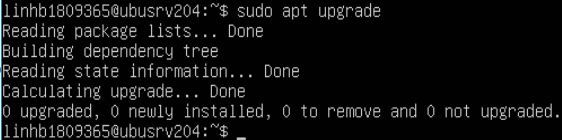 linhb1809365@ubusrv204:~$ sudo apt upgrade
Reading package lists... Done
Building dependency tree
Reading state information... Done
Calculating upgrade... Done
0 upgraded, 0 newly installed, 0 to remove and 0 not upgraded.
linhb1809365@ubusrv204:~$ _